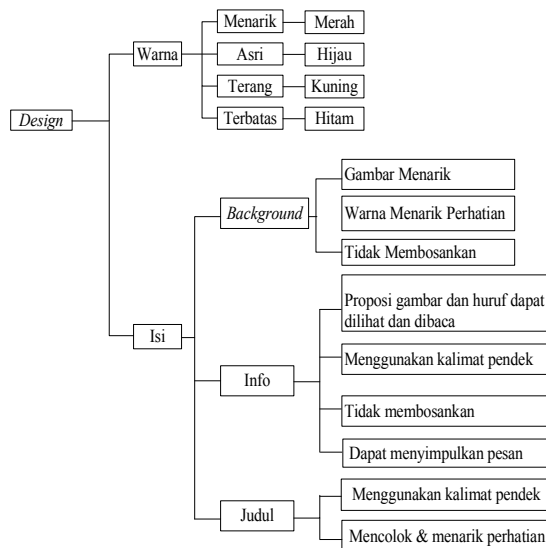 Menarik Merah
Warna Asri Hijau
Terang Kuning
Design
Terbatas Hitam
Gambar Menarik
Background Warna Menarik Perhatian
Tidak Membosankan
Proposi gambar dan huruf dapat
dilihat dan dibaca
Isi
Menggunakan kalimat pendek
Info
Tidak membosankan
Dapat menyimpulkan pesan
Menggunakan kalimat pendek
Judul
Mencolok & menarik perhatian